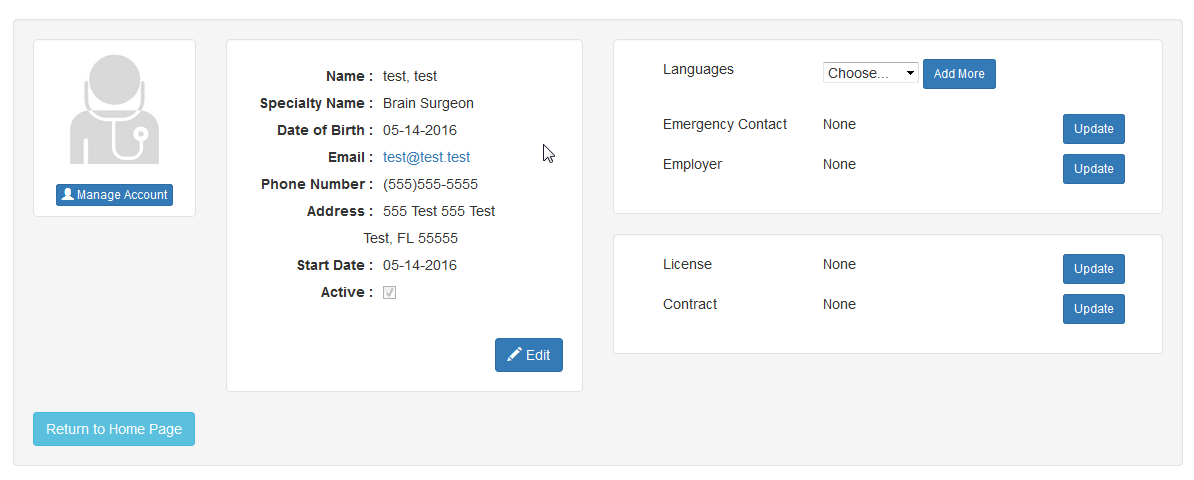 Manage Account
Name : test, test
Specialty Name : Brain Surgeon
Date of Birth : 05-14-2016
Email : test@test.test
Phone Number : (555)555-5555
Address : 555 Test 555 Test
Test, FL 55555
Start Date : 05-14-2016
Active :
Edit
Languages Choose... Add More
Emergency Contact None Update
Employer None Update
License None Update
Contract None Update
Return to Home Page